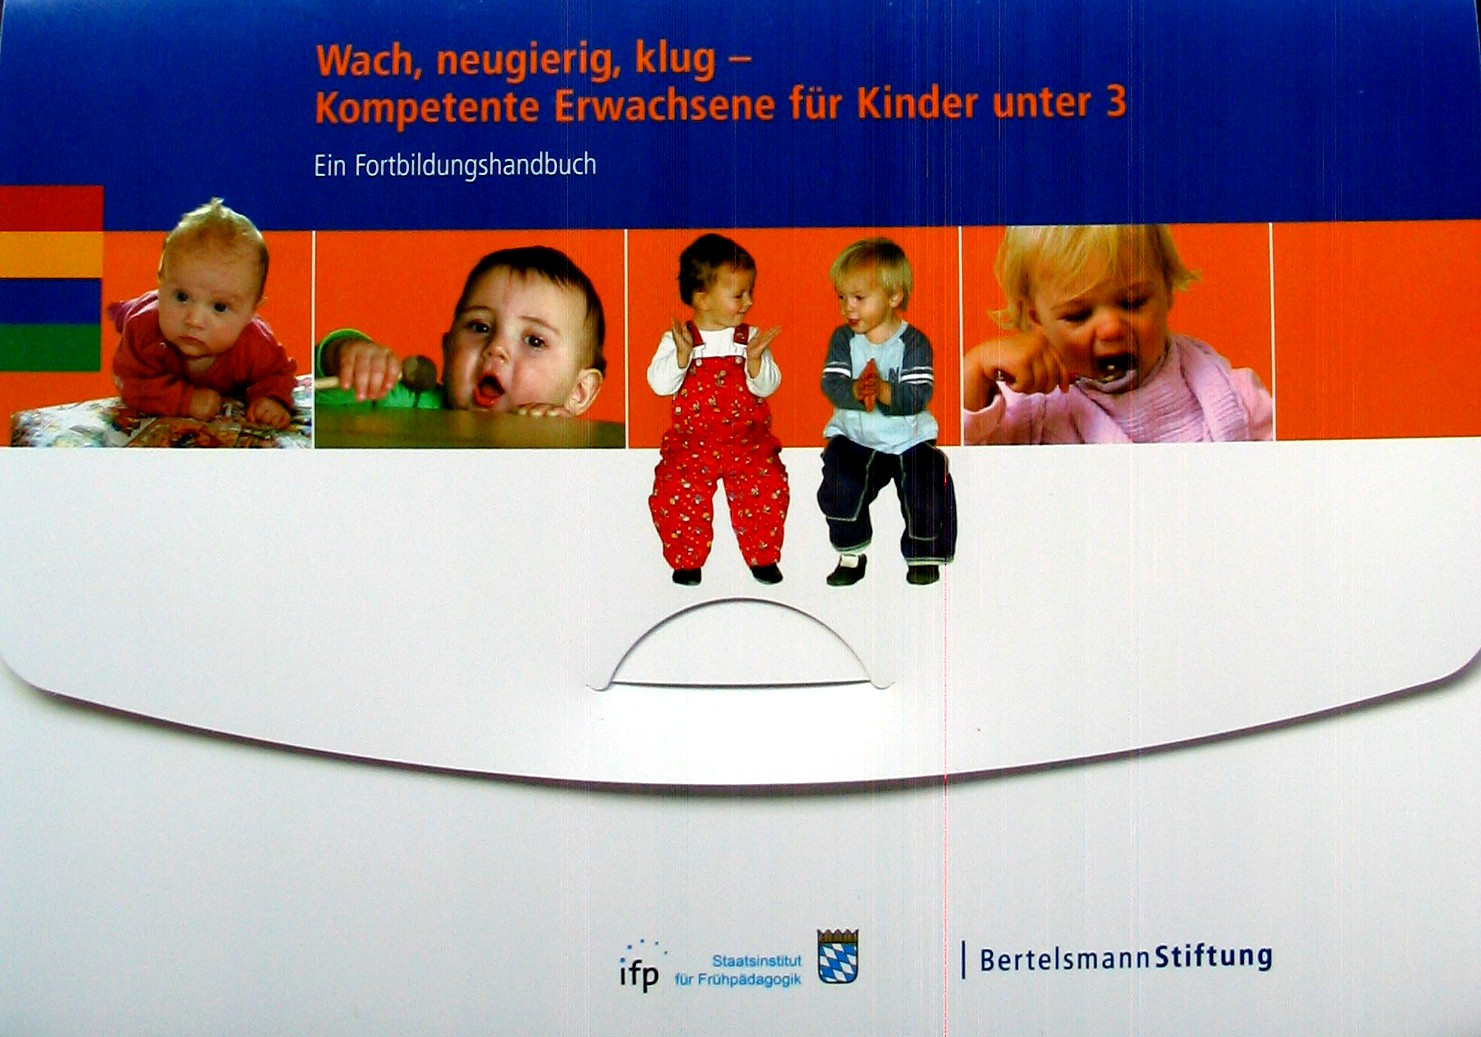 Wach, neugierig, klug –
Kompetente Erwachsene für Kinder unter 3
Ein Fortbildungshandbuch
ifp
Staatsinstitut
für Frühpädagogik
BertelsmannStiftung